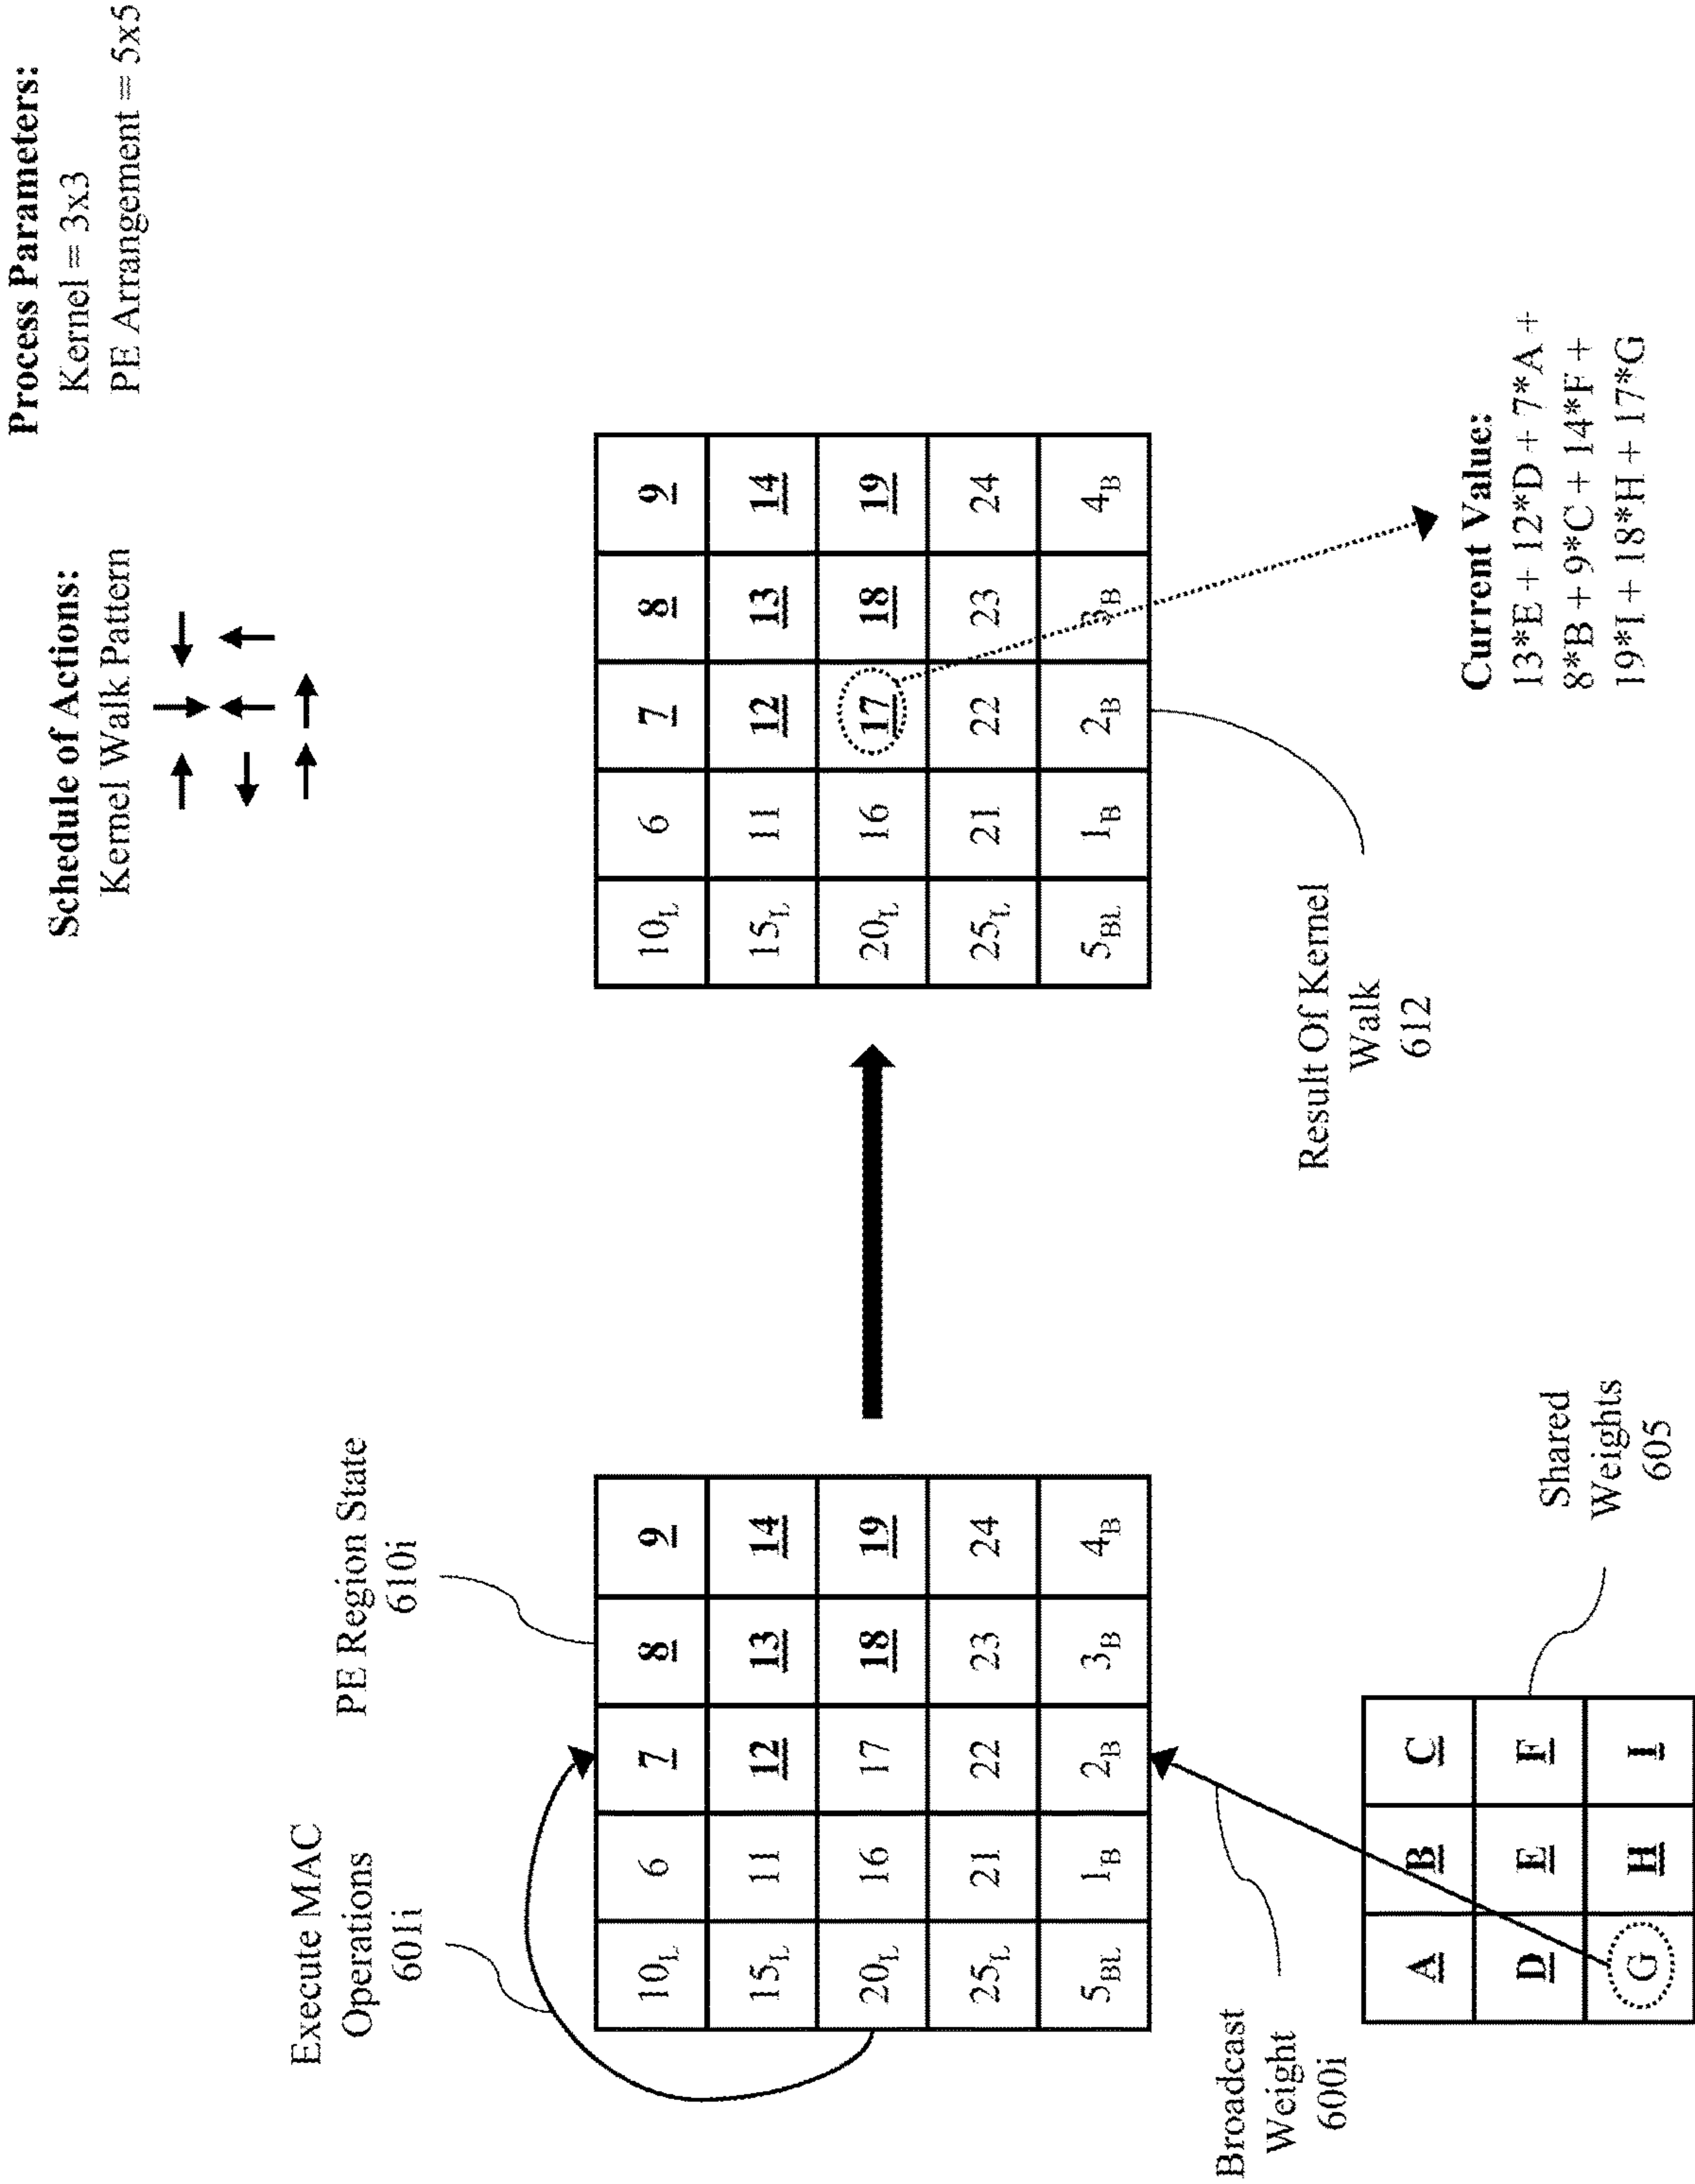 Process Parameters:
Kernel = 3x3
PE Arrangement = 5x5
Schedule of Actions:
Kernel Walk Pattern
Execute MAC
Operations
601i
PE Region State
610i
10L 6 7 8 9
15L 11 12 13 14
20L 16 17 18 19
25L 21 22 23 24
5BL 1B 2B 3B 4B
10L 6 7 8 9
15L 11 12 13 14
20L 16 17 18 19
25L 21 22 23 24
5BL 1B 2B 3B 4B
Broadcast
Weight
600i
A B C
D E F
G H I
Shared
Weights
605
Result Of Kernel
Walk
612
Current Value:
13*E + 12*D + 7*A +
8*B + 9*C + 14*F +
19*I + 18*H + 17*G